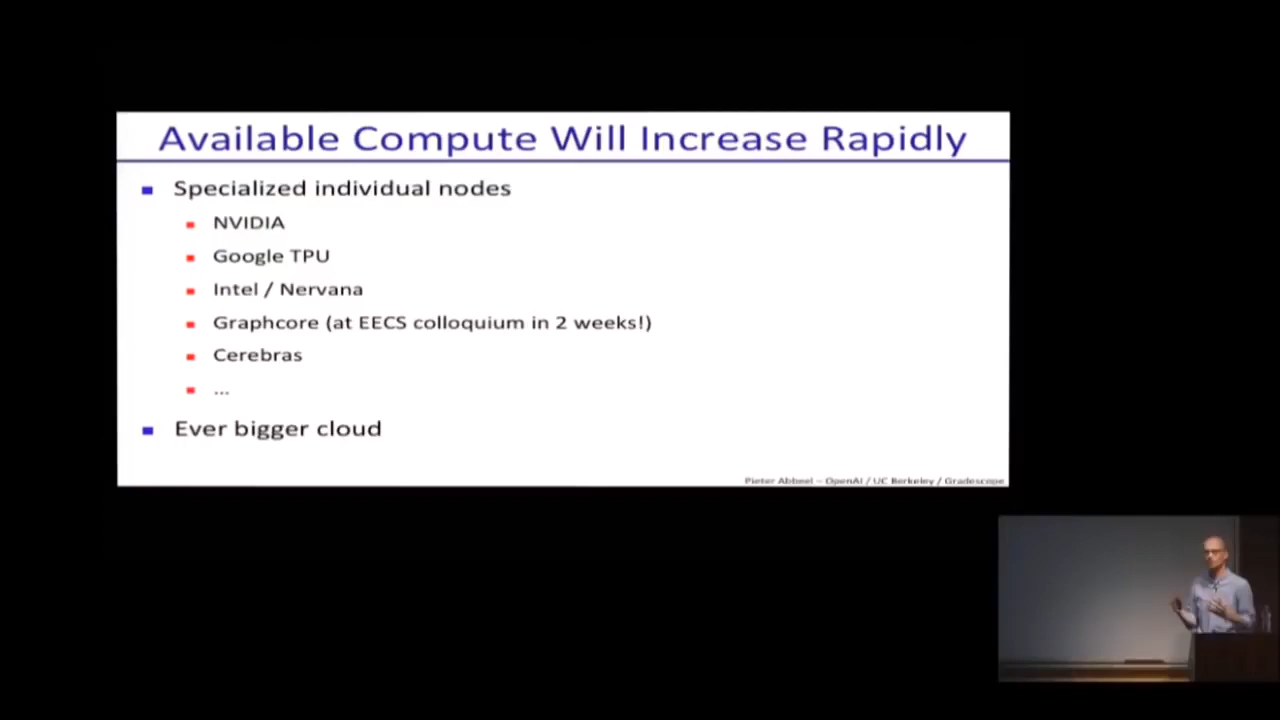 Available Compute Will Increase Rapidly
Specialized individual nodes
NVIDIA
Google TPU
Intel / Nervana
Graphcore (at EECS colloquium in 2 weeks!)
Cerebras
...
Ever bigger cloud
Pieter Abbeel – OpenAI / UC Berkeley / Gradescope